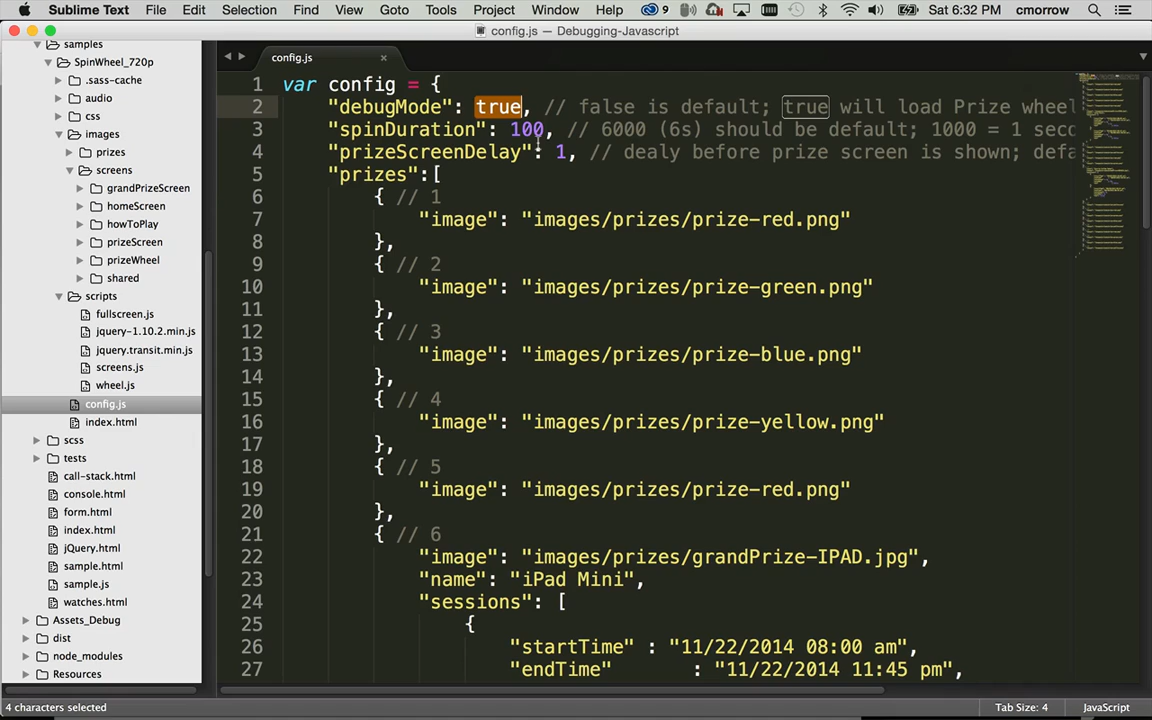 Sublime Text File Edit Selection Find View Goto Tools Project Window Help 9 Sat 6:32 PM cmorrow
config.js — Debugging-Javascript
samples
SpinWheel_720p
.sass-cache
audio
css
images
prizes
screens
grandPrizeScreen
homeScreen
howToPlay
prizeScreen
prizeWheel
shared
scripts
fullscreen.js
jquery-1.10.2.min.js
jquery.transit.min.js
screens.js
wheel.js
config.js
index.html
scss
tests
call-stack.html
console.html
form.html
index.html
jQuery.html
sample.html
sample.js
watches.html
Assets_Debug
dist
node_modules
Resources
config.js
1 var config = {
2 "debugMode": true, // false is default; true will load Prize wheel
3 "spinDuration": 100, // 6000 (6s) should be default; 1000 = 1 seco
4 "prizeScreenDelay": 1, // dealy before prize screen is shown; defa
5 "prizes":[
6 { // 1
7 "image": "images/prizes/prize-red.png"
8 },
9 { // 2
10 "image": "images/prizes/prize-green.png"
11 },
12 { // 3
13 "image": "images/prizes/prize-blue.png"
14 },
15 { // 4
16 "image": "images/prizes/prize-yellow.png"
17 },
18 { // 5
19 "image": "images/prizes/prize-red.png"
20 },
21 { // 6
22 "image": "images/prizes/grandPrize-IPAD.jpg",
23 "name": "iPad Mini",
24 "sessions": [
25 {
26 "startTime" : "11/22/2014 08:00 am",
27 "endTime" : "11/22/2014 11:45 pm",
4 characters selected Tab Size: 4 JavaScript